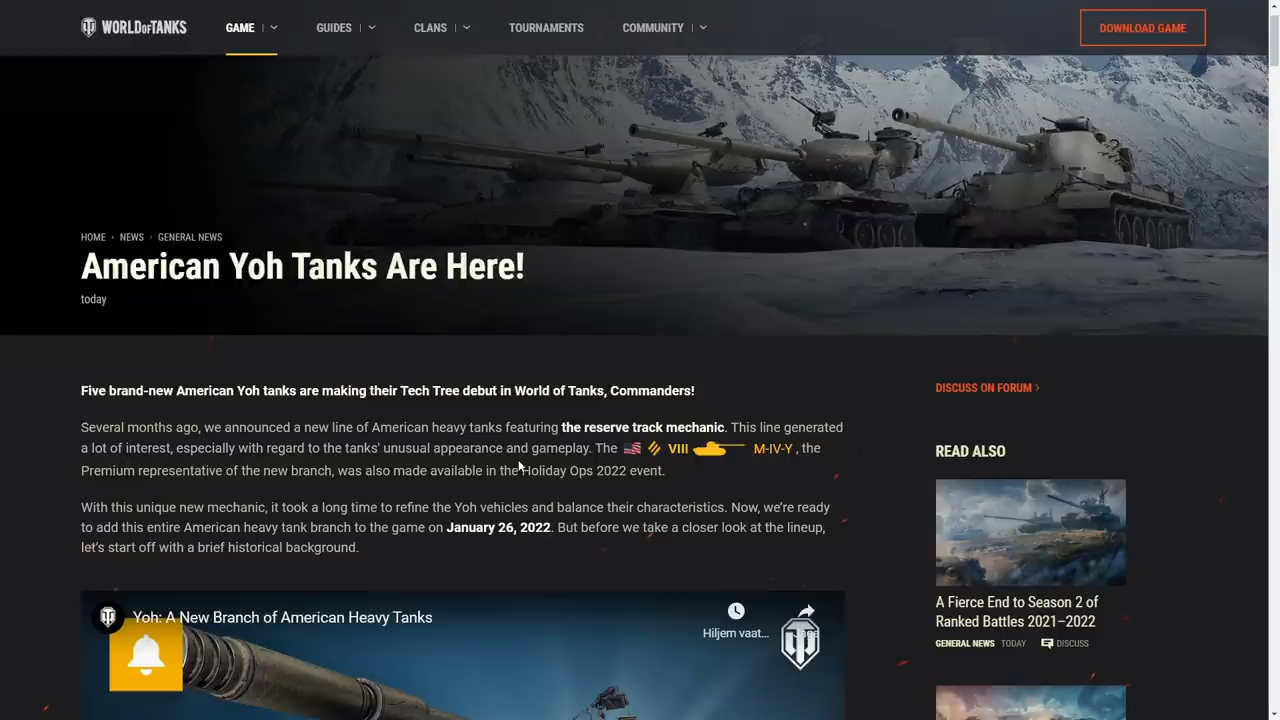 WORLD OF TANKS
GAME
GUIDES
CLANS
TOURNAMENTS
COMMUNITY
DOWNLOAD GAME
HOME › NEWS › GENERAL NEWS
American Yoh Tanks Are Here!
today
Five brand-new American Yoh tanks are making their Tech Tree debut in World of Tanks, Commanders!
Several months ago, we announced a new line of American heavy tanks featuring the reserve track mechanic. This line generated
a lot of interest, especially with regard to the tanks' unusual appearance and gameplay. The VIII M-IV-Y, the
Premium representative of the new branch, was also made available in the Holiday Ops 2022 event.
With this unique new mechanic, it took a long time to refine the Yoh vehicles and balance their characteristics. Now, we're ready
to add this entire American heavy tank branch to the game on January 26, 2022. But before we take a closer look at the lineup,
let's start off with a brief historical background.
Yoh: A New Branch of American Heavy Tanks
Hiljem vaat...
DISCUSS ON FORUM ›
READ ALSO
A Fierce End to Season 2 of
Ranked Battles 2021–2022
GENERAL NEWS TODAY DISCUSS